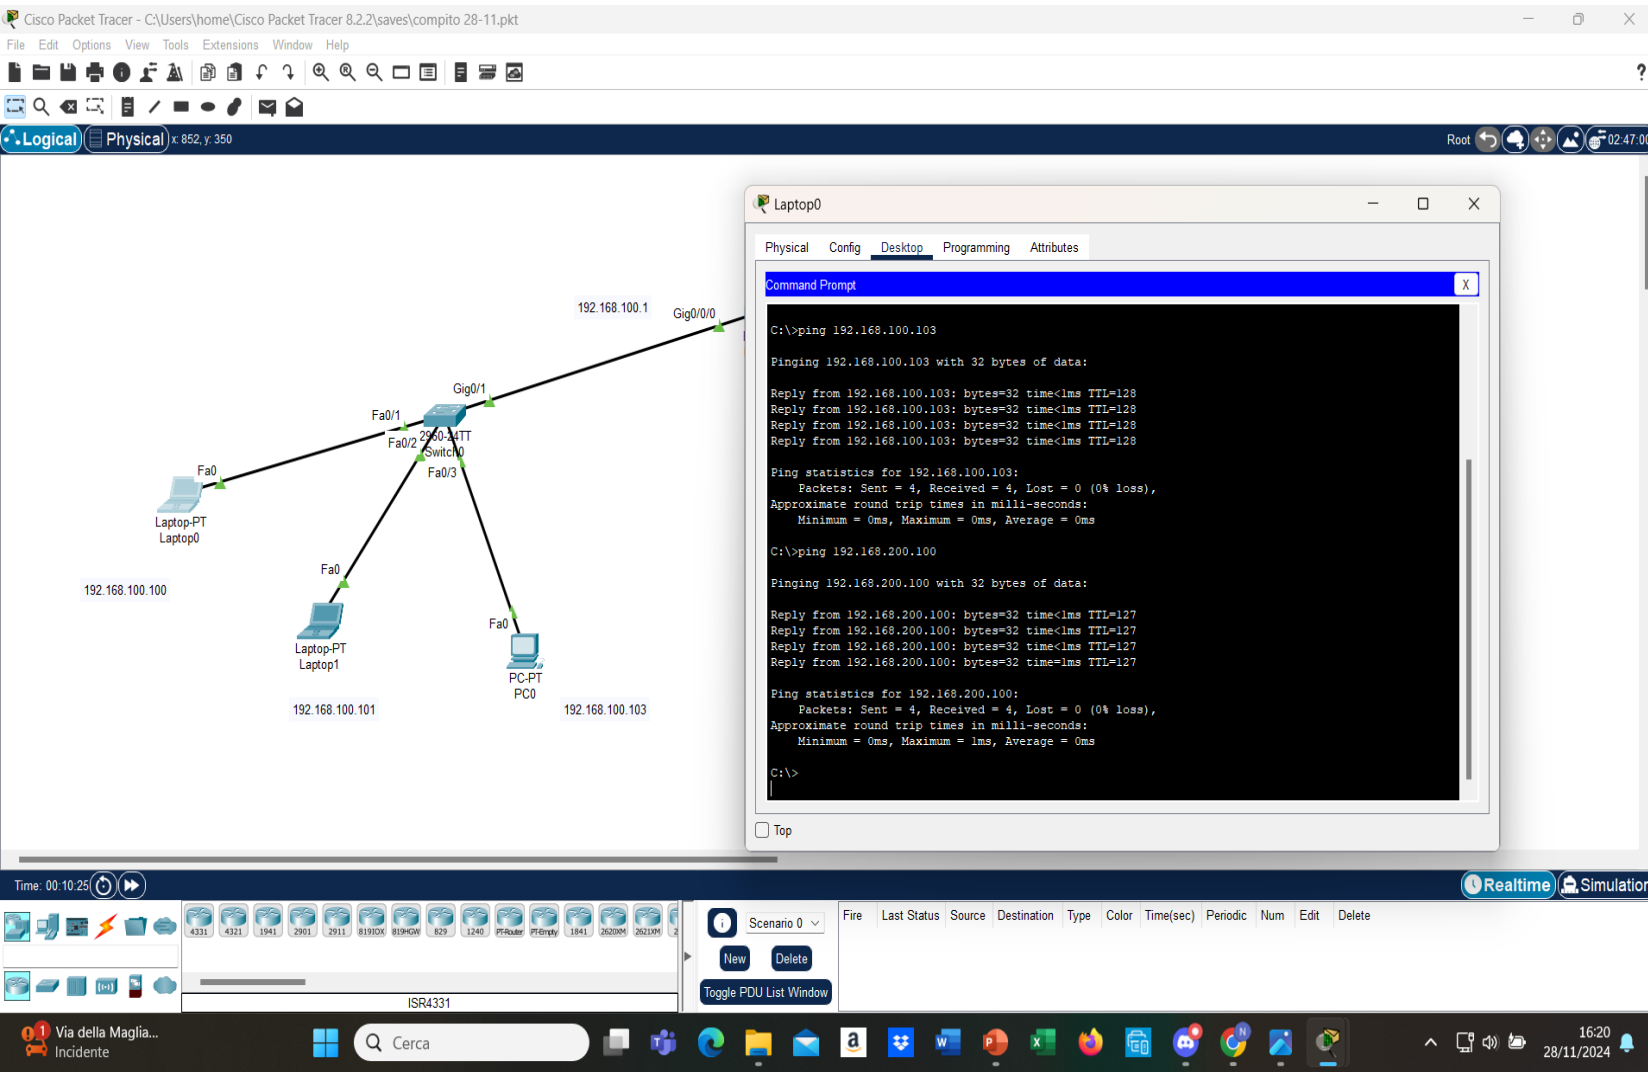 Cisco Packet Tracer - C:\Users\home\Cisco Packet Tracer 8.2.2\saves\compito 28-11.pkt
File Edit Options View Tools Extensions Window Help
?
Logical Physical x: 852, y: 350 Root 02:47:00
Laptop0
Physical Config Desktop Programming Attributes
Command Prompt X
C:\>ping 192.168.100.103
Pinging 192.168.100.103 with 32 bytes of data:
Reply from 192.168.100.103: bytes=32 time<1ms TTL=128
Reply from 192.168.100.103: bytes=32 time<1ms TTL=128
Reply from 192.168.100.103: bytes=32 time<1ms TTL=128
Reply from 192.168.100.103: bytes=32 time<1ms TTL=128
Ping statistics for 192.168.100.103:
Packets: Sent = 4, Received = 4, Lost = 0 (0% loss),
Approximate round trip times in milli-seconds:
Minimum = 0ms, Maximum = 0ms, Average = 0ms
C:\>ping 192.168.200.100
Pinging 192.168.200.100 with 32 bytes of data:
Reply from 192.168.200.100: bytes=32 time<1ms TTL=127
Reply from 192.168.200.100: bytes=32 time<1ms TTL=127
Reply from 192.168.200.100: bytes=32 time<1ms TTL=127
Reply from 192.168.200.100: bytes=32 time=1ms TTL=127
Ping statistics for 192.168.200.100:
Packets: Sent = 4, Received = 4, Lost = 0 (0% loss),
Approximate round trip times in milli-seconds:
Minimum = 0ms, Maximum = 1ms, Average = 0ms
C:\>
Top
192.168.100.1
Gig0/0/0
Gig0/1
Fa0/1
Fa0/2
2960-24TT
Switch0
Fa0/3
Fa0
Laptop-PT
Laptop0
192.168.100.100
Fa0
Laptop-PT
Laptop1
192.168.100.101
Fa0
PC-PT
PC0
192.168.100.103
Time: 00:10:25 Realtime Simulation
4331 4321 1941 2901 2911 819IOX 819HGW 829 1240 PT-Router PT-Empty 1841 2620XM 2621XM 2
ISR4331
Scenario 0
New Delete
Toggle PDU List Window
Fire Last Status Source Destination Type Color Time(sec) Periodic Num Edit Delete
1 Via della Maglia...
Incidente
Cerca
16:20
28/11/2024